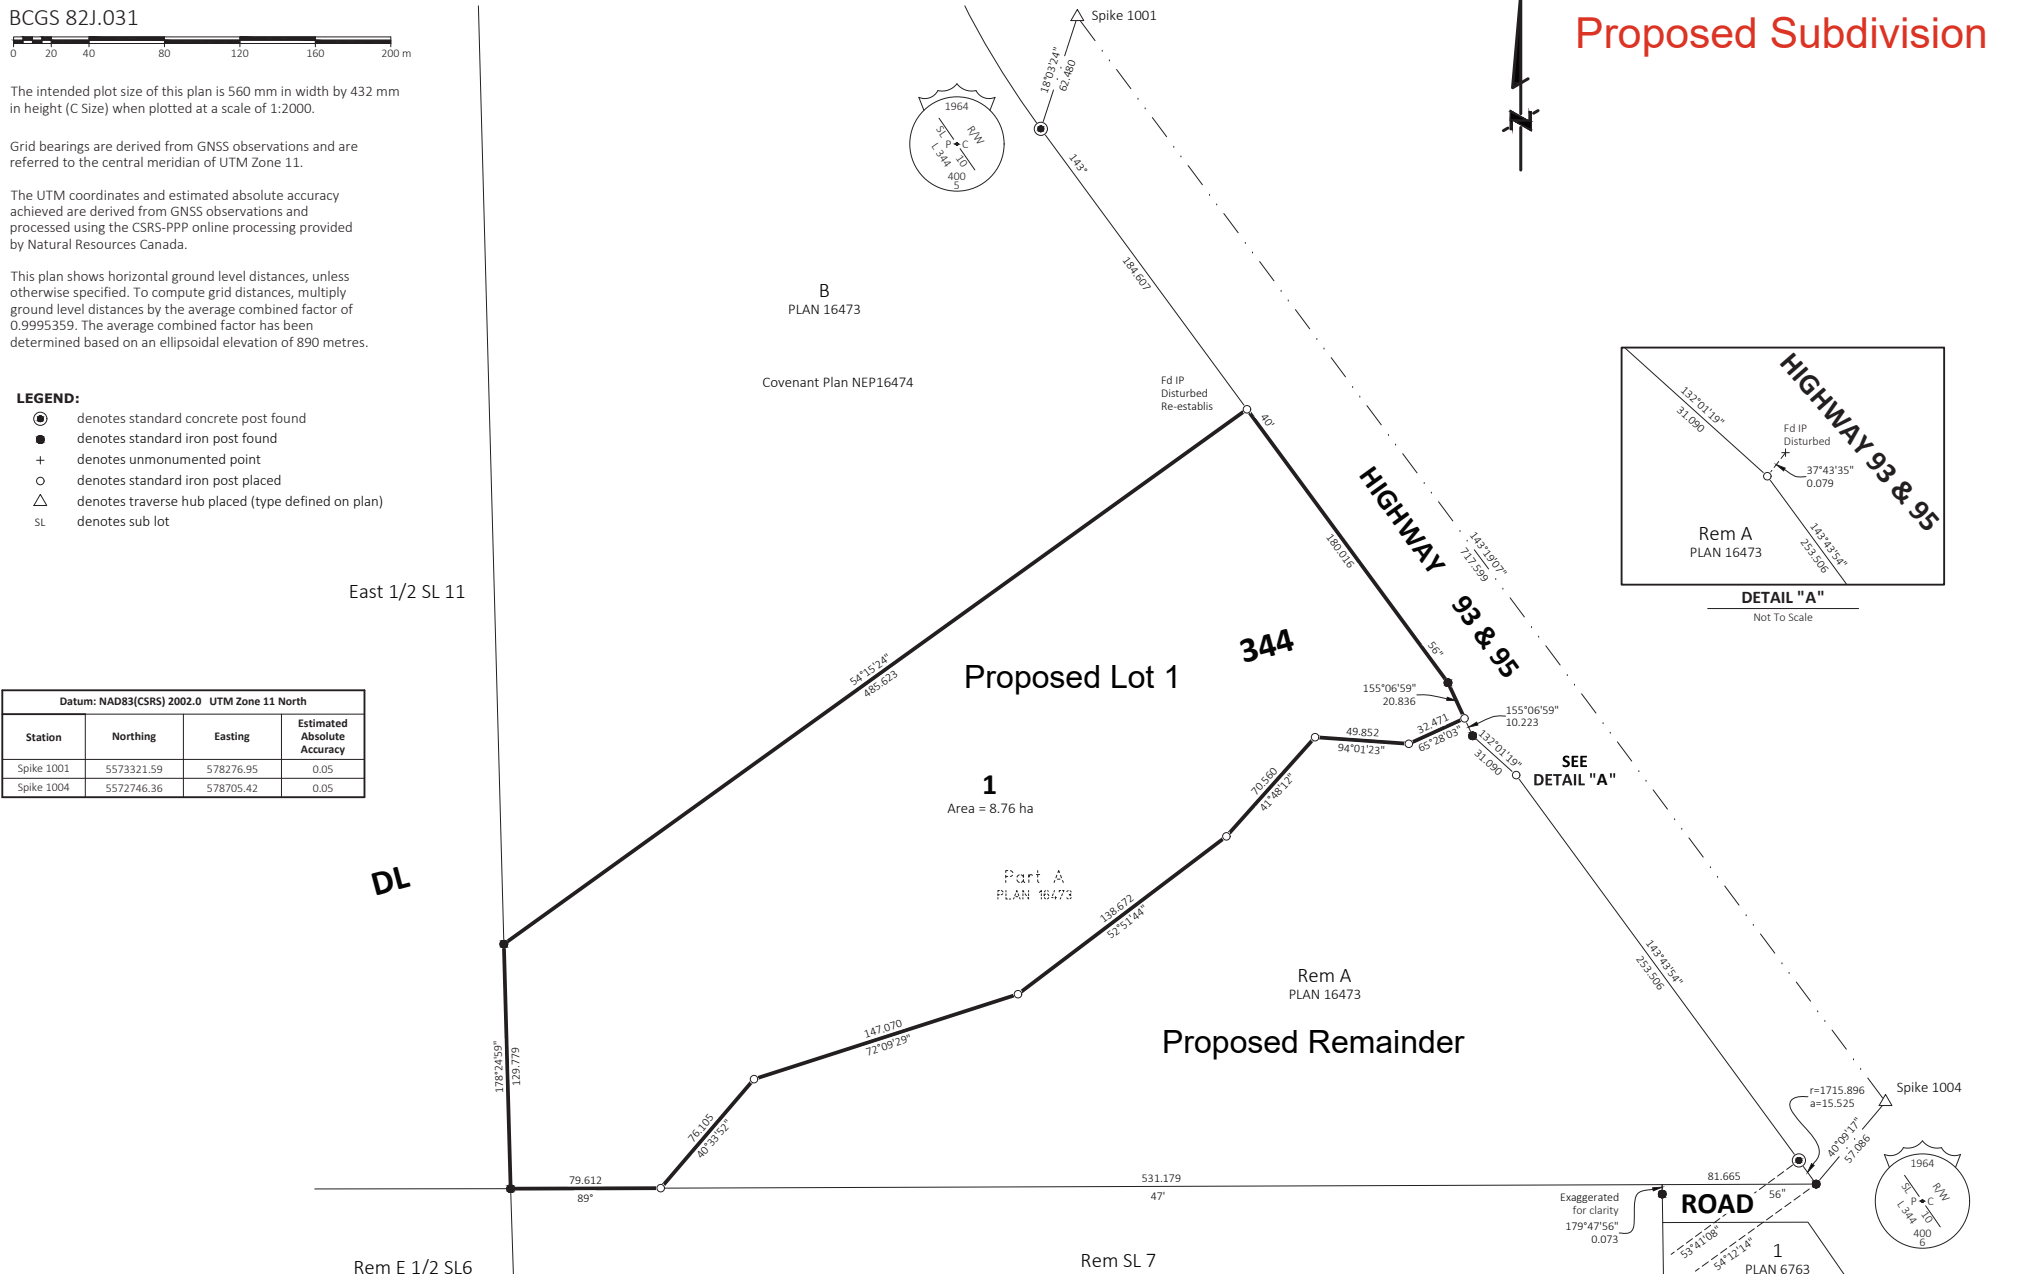 BCGS 82J.031
0 20 40 80 120 160 200 m
The intended plot size of this plan is 560 mm in width by 432 mm
in height (C Size) when plotted at a scale of 1:2000.
Grid bearings are derived from GNSS observations and are
referred to the central meridian of UTM Zone 11.
The UTM coordinates and estimated absolute accuracy
achieved are derived from GNSS observations and
processed using the CSRS-PPP online processing provided
by Natural Resources Canada.
This plan shows horizontal ground level distances, unless
otherwise specified. To compute grid distances, multiply
ground level distances by the average combined factor of
0.9995359. The average combined factor has been
determined based on an ellipsoidal elevation of 890 metres.
LEGEND:
denotes standard concrete post found
denotes standard iron post found
+ denotes unmonumented point
denotes standard iron post placed
denotes traverse hub placed (type defined on plan)
SL denotes sub lot
East 1/2 SL 11
Datum: NAD83(CSRS) 2002.0 UTM Zone 11 North
Station Northing Easting Estimated Absolute Accuracy
Spike 1001 5573321.59 578276.95 0.05
Spike 1004 5572746.36 578705.42 0.05
DL
Proposed Subdivision
Spike 1001
18°03'24"
62.480
1964
SL R/W
P C
L 344 10
400
5
143°
184.607
B
PLAN 16473
Covenant Plan NEP16474
Fd IP
Disturbed
Re-establis
40'
HIGHWAY 93 & 95
143°19'07"
717.599
180.016
56"
54°15'24"
485.623
344
Proposed Lot 1
155°06'59"
20.836
155°06'59"
10.223
32.471
65°28'03"
49.852
94°01'23"
132°01'19"
31.090
SEE
DETAIL "A"
70.560
41°48'12"
1
Area = 8.76 ha
Part A
PLAN 16473
138.672
52°51'44"
143°43'54"
253.506
Rem A
PLAN 16473
Proposed Remainder
147.070
72°09'29"
178°24'59"
129.779
76.105
40°33'52"
79.612
89°
531.179
47'
81.665
56"
Spike 1004
r=1715.896
a=15.525
40°09'17"
57.086
1964
SL R/W
P C
L 344 10
400
6
Exaggerated
for clarity
179°47'56"
0.073
ROAD
53°41'08"
54°12'14"
1
PLAN 6763
Rem E 1/2 SL6
Rem SL 7
132°01'19"
31.090
HIGHWAY 93 & 95
Fd IP
Disturbed
37°43'35"
0.079
Rem A
PLAN 16473
143°43'54"
253.506
DETAIL "A"
Not To Scale